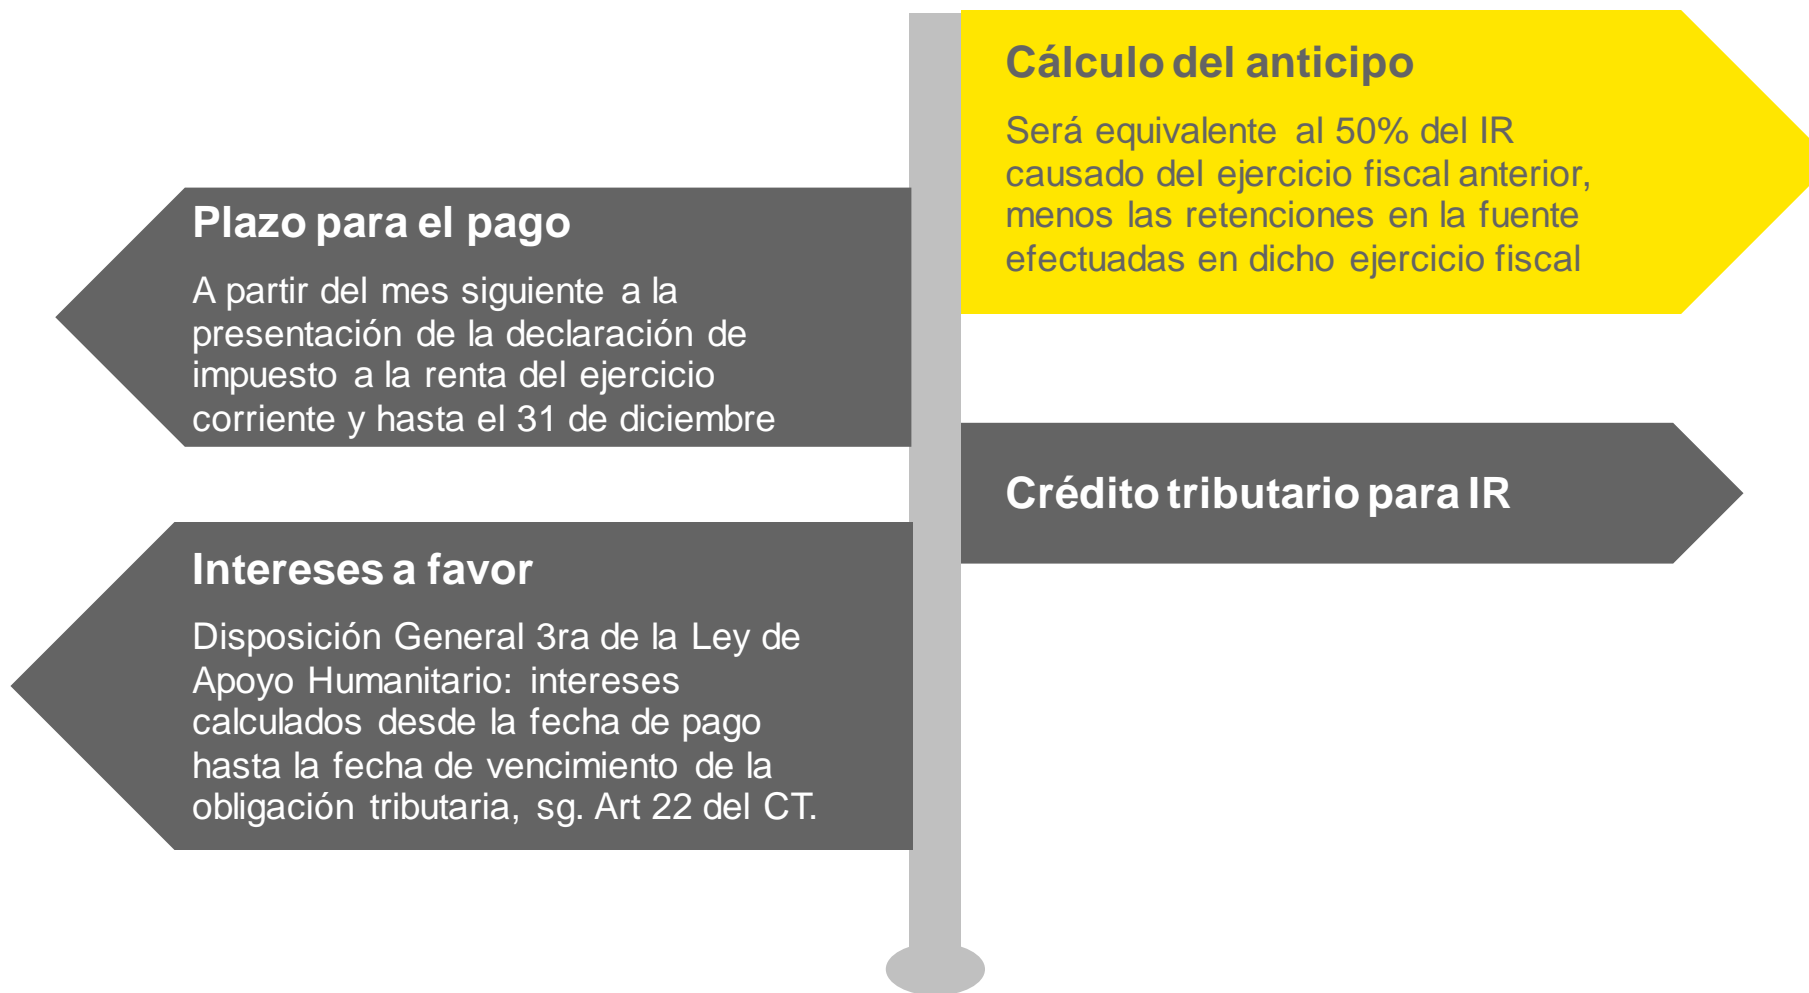 Cálculo del anticipo
Será equivalente al 50% del IR
causado del ejercicio fiscal anterior,
menos las retenciones en la fuente
efectuadas en dicho ejercicio fiscal
Plazo para el pago
A partir del mes siguiente a la
presentación de la declaración de
impuesto a la renta del ejercicio
corriente y hasta el 31 de diciembre
Crédito tributario para IR
Intereses a favor
Disposición General 3ra de la Ley de
Apoyo Humanitario: intereses
calculados desde la fecha de pago
hasta la fecha de vencimiento de la
obligación tributaria, sg. Art 22 del CT.